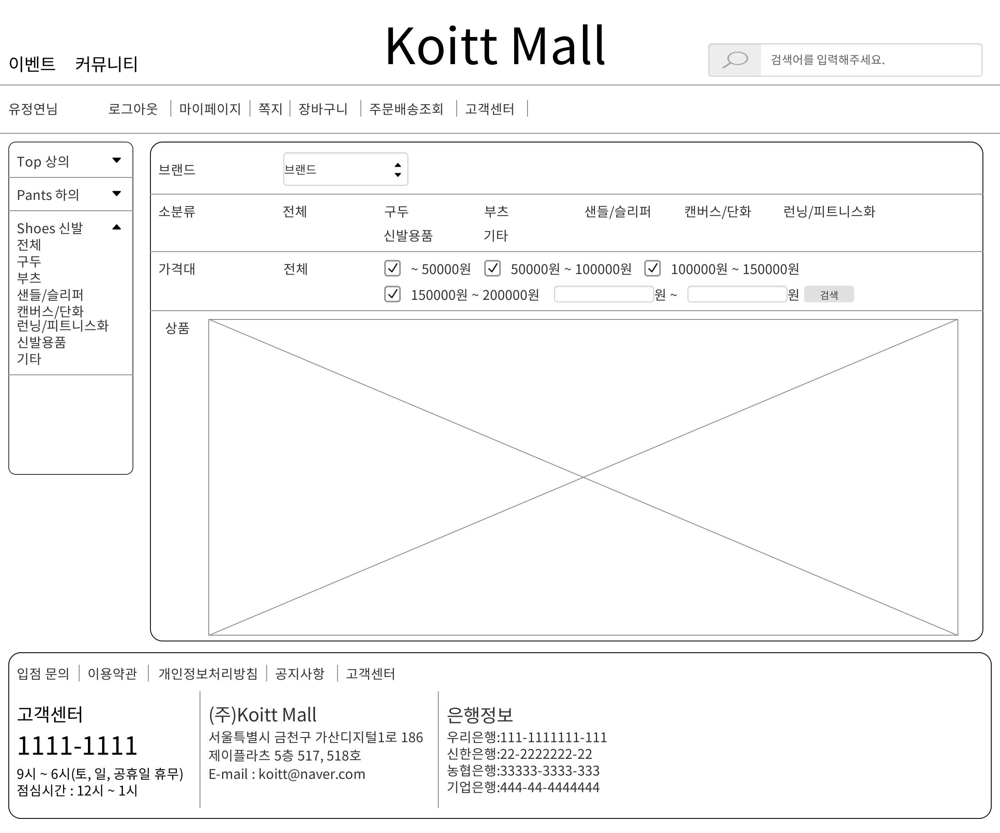 Koitt Mall
이벤트 커뮤니티
검색어를 입력해주세요.
유정연님 로그아웃 마이페이지 쪽지 장바구니 주문배송조회 고객센터
Top 상의
Pants 하의
Shoes 신발
전체
구두
부츠
샌들/슬리퍼
캔버스/단화
런닝/피트니스화
신발용품
기타
브랜드 브랜드
소분류 전체 구두 부츠 샌들/슬리퍼 캔버스/단화 런닝/피트니스화
신발용품 기타
가격대 전체 ~ 50000원 50000원 ~ 100000원 100000원 ~ 150000원
150000원 ~ 200000원 원 ~ 원 검색
상품
입점 문의 이용약관 개인정보처리방침 공지사항 고객센터
고객센터
1111-1111
9시 ~ 6시(토, 일, 공휴일 휴무)
점심시간 : 12시 ~ 1시
(주)Koitt Mall
서울특별시 금천구 가산디지털1로 186
제이플라츠 5층 517, 518호
E-mail : koitt@naver.com
은행정보
우리은행:111-1111111-111
신한은행:22-2222222-22
농협은행:33333-3333-333
기업은행:444-44-4444444